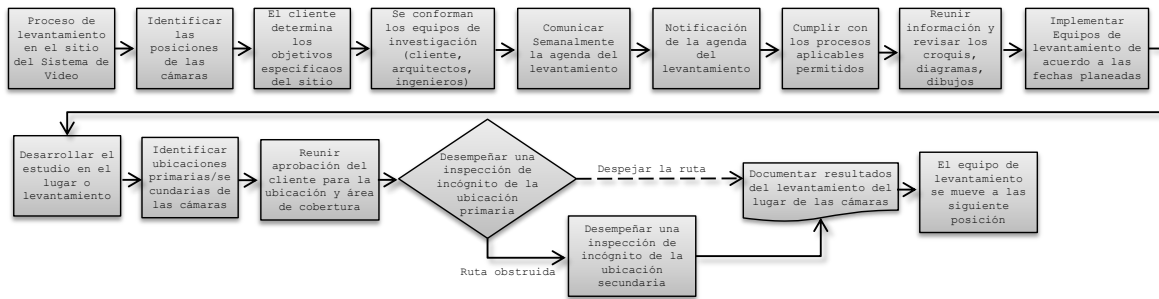 Proceso de
levantamiento
en el sitio
del Sistema de
Video
Identificar
las
posiciones
de las
cámaras
El cliente
determina
los
objetivos
especificaos
del sitio
Se conforman
los equipos de
investigación
(cliente,
arquitectos,
ingenieros)
Comunicar
Semanalmente
la agenda del
levantamiento
Notificación
de la agenda
del
levantamiento
Cumplir con
los procesos
aplicables
permitidos
Reunir
información y
revisar los
croquis,
diagramas,
dibujos
Implementar
Equipos de
levantamiento de
acuerdo a las
fechas planeadas
Desarrollar el
estudio en el
lugar o
levantamiento
Identificar
ubicaciones
primarias/se
cundarias de
las cámaras
Reunir
aprobación del
cliente para la
ubicación y área
de cobertura
Desempeñar una
inspección de
incógnito de la
ubicación
primaria
Despejar la ruta
Ruta obstruida
Desempeñar una
inspección de
incógnito de la
ubicación
secundaria
Documentar resultados
del levantamiento del
lugar de las cámaras
El equipo de
levantamiento
se mueve a las
siguiente
posición